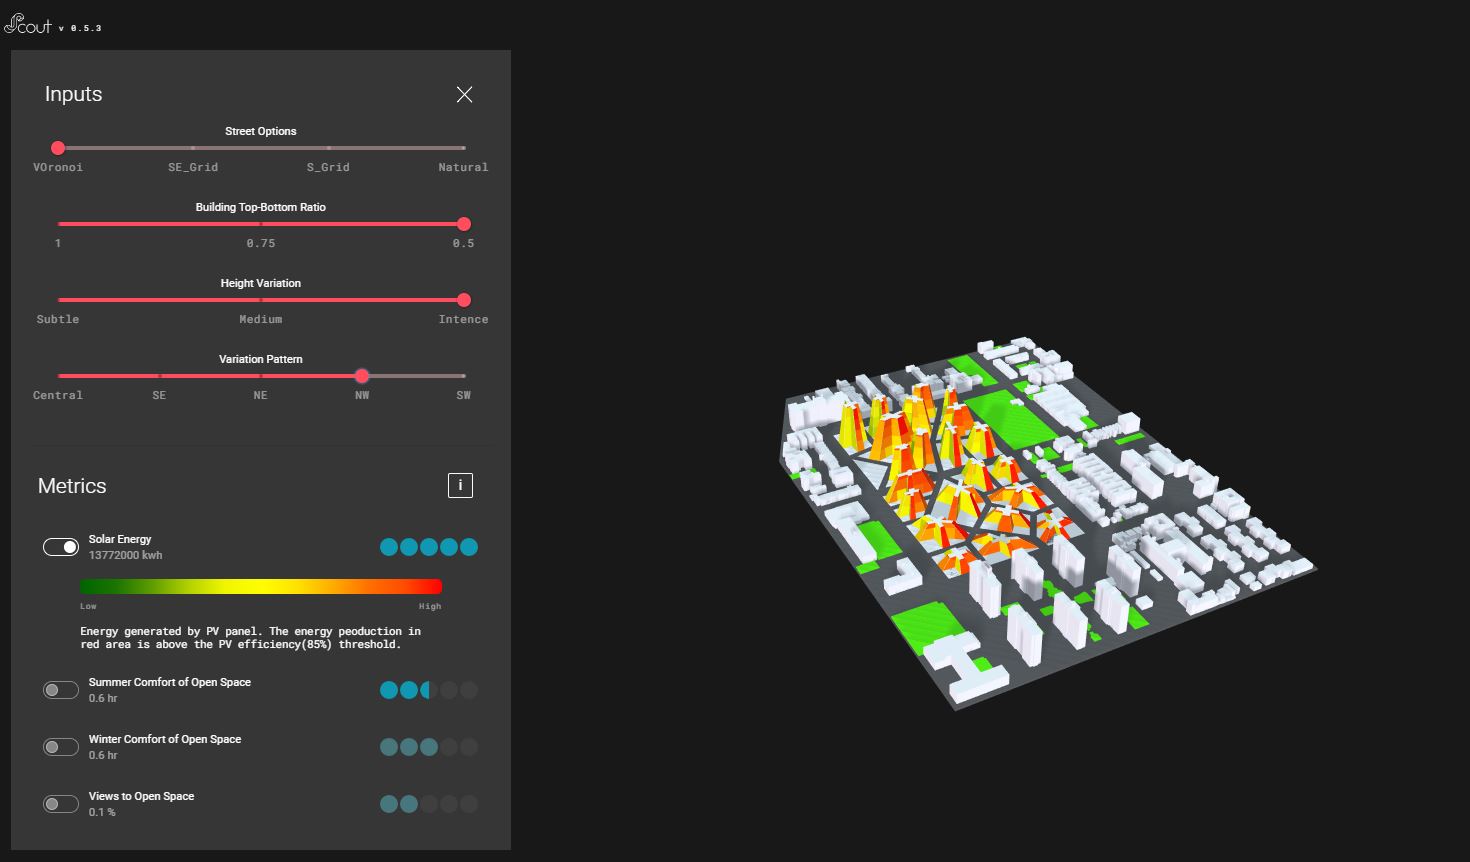 Scout v 0.5.3
Inputs
Street Options
VOronoi SE_Grid S_Grid Natural
Building Top-Bottom Ratio
1 0.75 0.5
Height Variation
Subtle Medium Intence
Variation Pattern
Central SE NE NW SW
Metrics i
Solar Energy
13772000 kwh
Low High
Energy generated by PV panel. The energy peoduction in
red area is above the PV efficiency(85%) threshold.
Summer Comfort of Open Space
0.6 hr
Winter Comfort of Open Space
0.6 hr
Views to Open Space
0.1 %